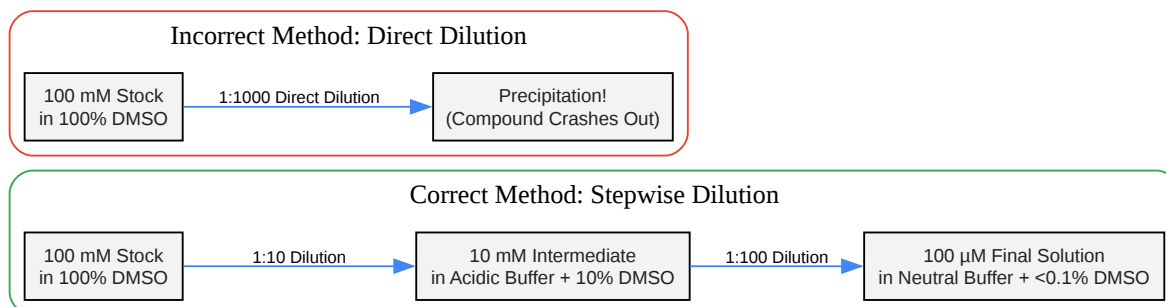 Incorrect Method: Direct Dilution
100 mM Stock
in 100% DMSO
1:1000 Direct Dilution
Precipitation!
(Compound Crashes Out)
Correct Method: Stepwise Dilution
100 mM Stock
in 100% DMSO
1:10 Dilution
10 mM Intermediate
in Acidic Buffer + 10% DMSO
1:100 Dilution
100 µM Final Solution
in Neutral Buffer + <0.1% DMSO